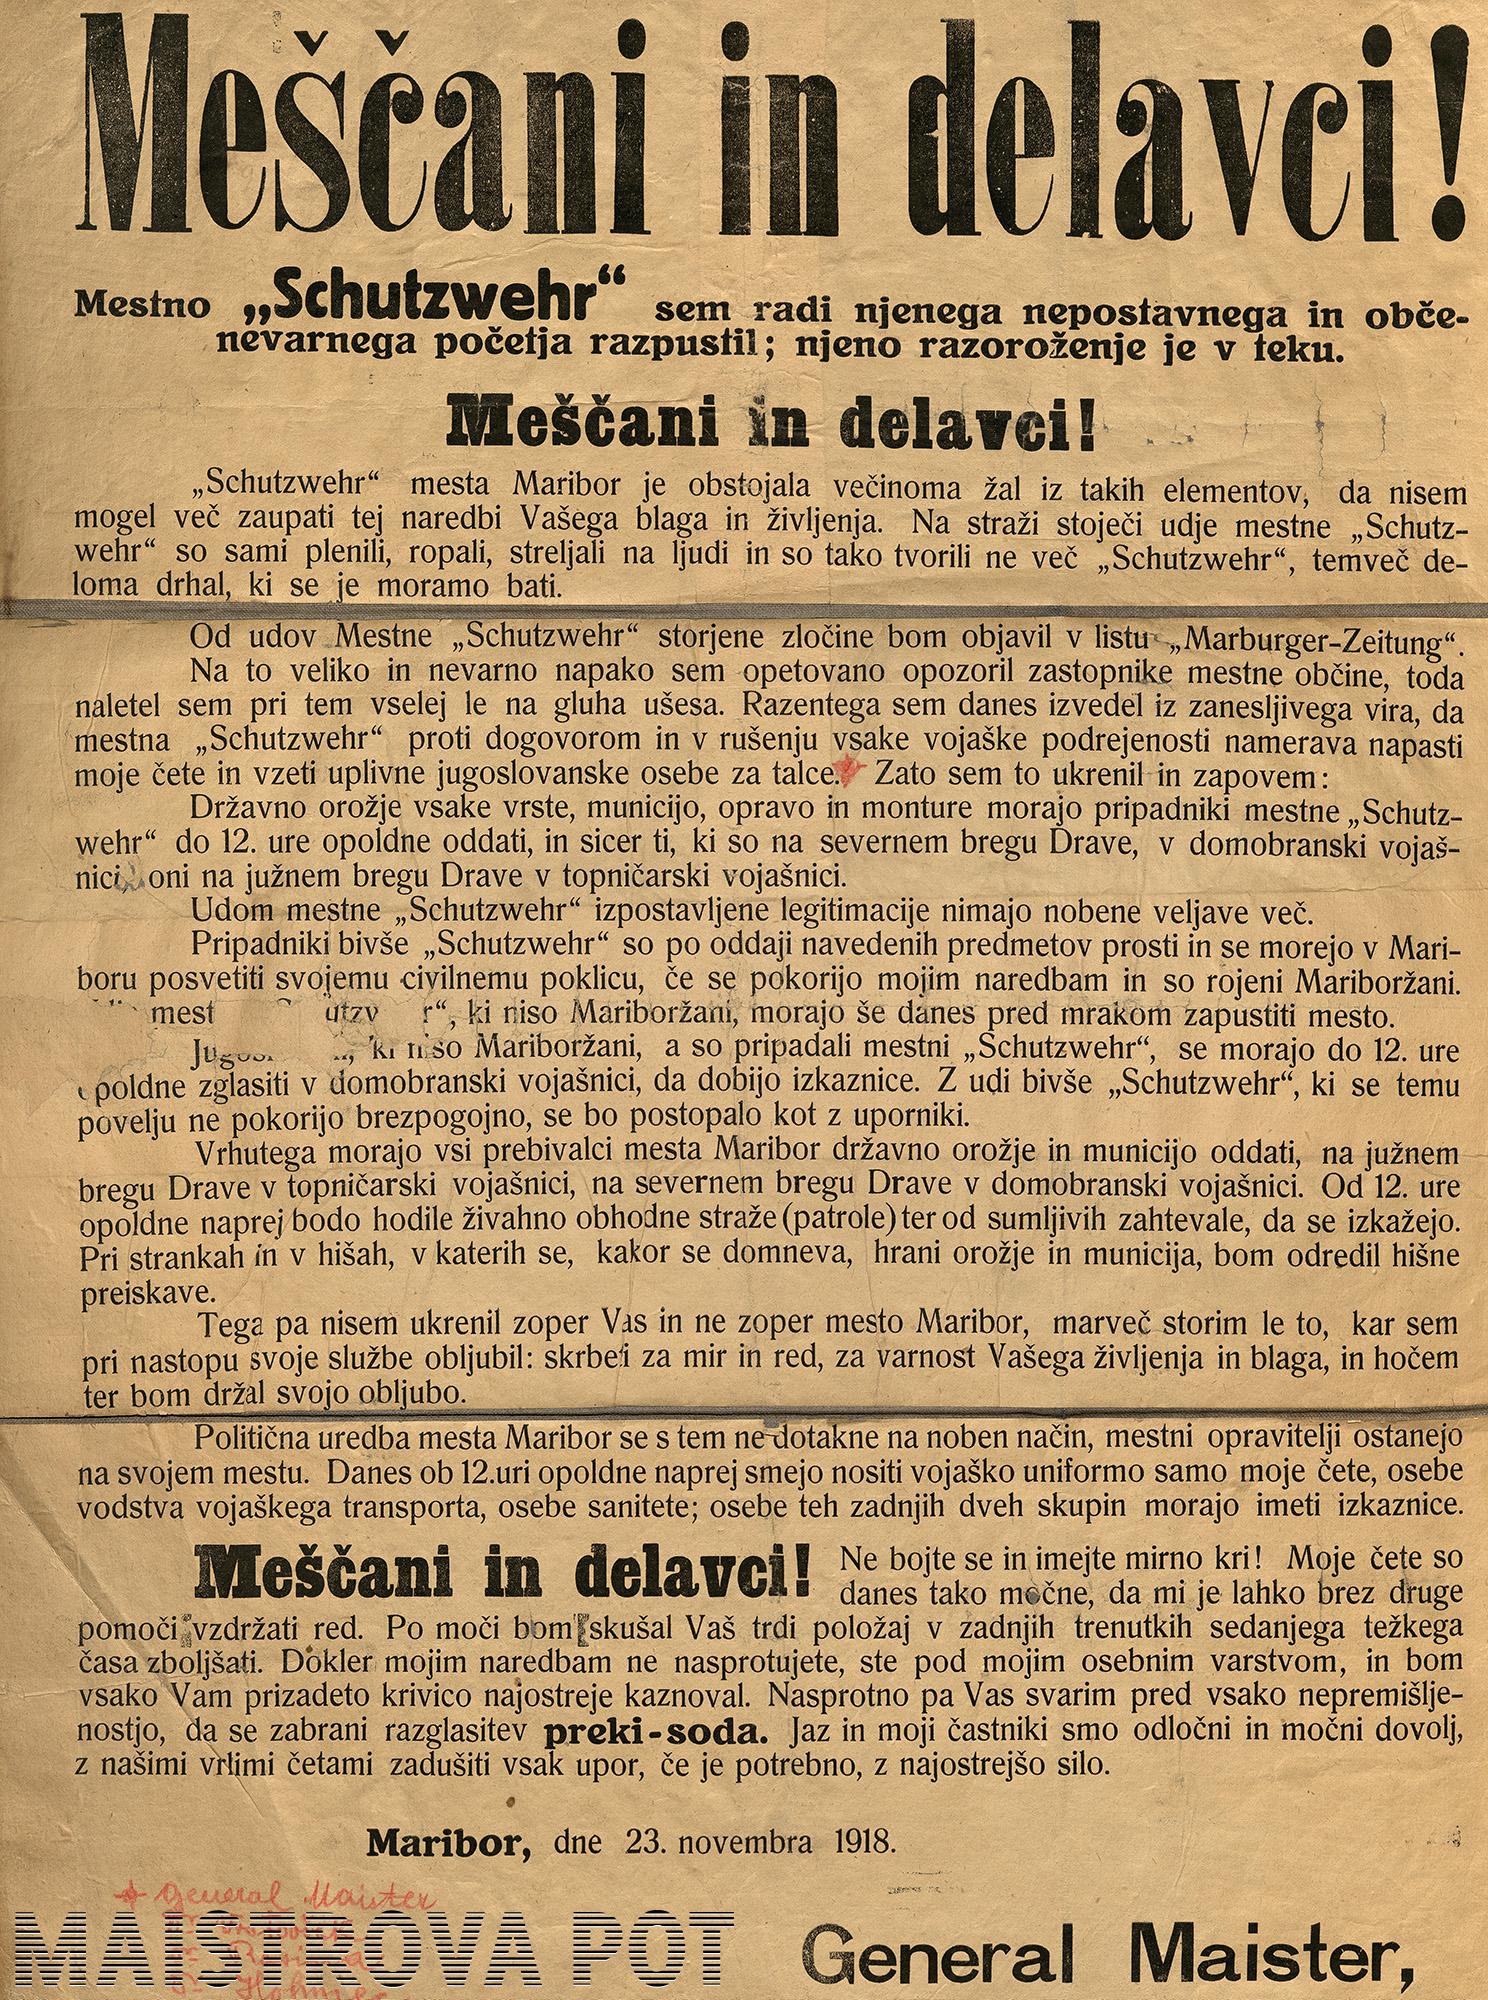 Meščani in delavci!
Mestno „Schutzwehr“ sem radi njenega nepostavnega in obče-
nevarnega početja razpustil; njeno razoroženje je v teku.
Meščani in delavci!
„Schutzwehr“ mesta Maribor je obstojala večinoma žal iz takih elementov, da nisem
mogel več zaupati tej naredbi Vašega blaga in življenja. Na straži stoječi udje mestne „Schutz-
wehr“ so sami plenili, ropali, streljali na ljudi in so tako tvorili ne več „Schutzwehr“, temveč de-
loma drhal, ki se je moramo bati.
Od udov Mestne „Schutzwehr“ storjene zločine bom objavil v listu „Marburger-Zeitung“.
Na to veliko in nevarno napako sem opetovano opozoril zastopnike mestne občine, toda
naletel sem pri tem vselej le na gluha ušesa. Razentega sem danes izvedel iz zanesljivega vira, da
mestna „Schutzwehr“ proti dogovorom in v rušenju vsake vojaške podrejenosti namerava napasti
moje čete in vzeti uplivne jugoslovanske osebe za talce. Zato sem to ukrenil in zapovem:
Državno orožje vsake vrste, municijo, opravo in monture morajo pripadniki mestne „Schutz-
wehr“ do 12. ure opoldne oddati, in sicer ti, ki so na severnem bregu Drave, v domobranski vojaš-
nici, oni na južnem bregu Drave v topničarski vojašnici.
Udom mestne „Schutzwehr“ izpostavljene legitimacije nimajo nobene veljave več.
Pripadniki bivše „Schutzwehr“ so po oddaji navedenih predmetov prosti in se morejo v Mari-
boru posvetiti svojemu civilnemu poklicu, če se pokorijo mojim naredbam in so rojeni Mariboržani.
mest utzv r“, ki niso Mariboržani, morajo še danes pred mrakom zapustiti mesto.
ki niso Mariboržani, a so pripadali mestni „Schutzwehr“, se morajo do 12. ure
opoldne zglasiti v domobranski vojašnici, da dobijo izkaznice. Z udi bivše „Schutzwehr“, ki se temu
povelju ne pokorijo brezpogojno, se bo postopalo kot z uporniki.
Vrhutega morajo vsi prebivalci mesta Maribor državno orožje in municijo oddati, na južnem
bregu Drave v topničarski vojašnici, na severnem bregu Drave v domobranski vojašnici. Od 12. ure
opoldne naprej bodo hodile živahno obhodne straže (patrole) ter od sumljivih zahtevale, da se izkažejo.
Pri strankah in v hišah, v katerih se, kakor se domneva, hrani orožje in municija, bom odredil hišne
preiskave.
Tega pa nisem ukrenil zoper Vas in ne zoper mesto Maribor, marveč storim le to, kar sem
pri nastopu svoje službe obljubil: skrbeti za mir in red, za varnost Vašega življenja in blaga, in hočem
ter bom držal svojo obljubo.
Politična uredba mesta Maribor se s tem ne dotakne na noben način, mestni opravitelji ostanejo
na svojem mestu. Danes ob 12. uri opoldne naprej smejo nositi vojaško uniformo samo moje čete, osebe
vodstva vojaškega transporta, osebe sanitete; osebe teh zadnjih dveh skupin morajo imeti izkaznice.
Meščani in delavci! Ne bojte se in imejte mirno kri! Moje čete so
danes tako močne, da mi je lahko brez druge
pomoči vzdržati red. Po moči bom skušal Vaš trdi položaj v zadnjih trenutkih sedanjega težkega
časa zboljšati. Dokler mojim naredbam ne nasprotujete, ste pod mojim osebnim varstvom, in bom
vsako Vam prizadeto krivico najostreje kaznoval. Nasprotno pa Vas svarim pred vsako nepremišlje-
nostjo, da se zabrani razglasitev preki-soda. Jaz in moji častniki smo odločni in močni dovolj,
z našimi vrlimi četami zadušiti vsak upor, če je potrebno, z najostrejšo silo.
Maribor, dne 23. novembra 1918.
General Maister
MAISTROVA POT
General Maister,